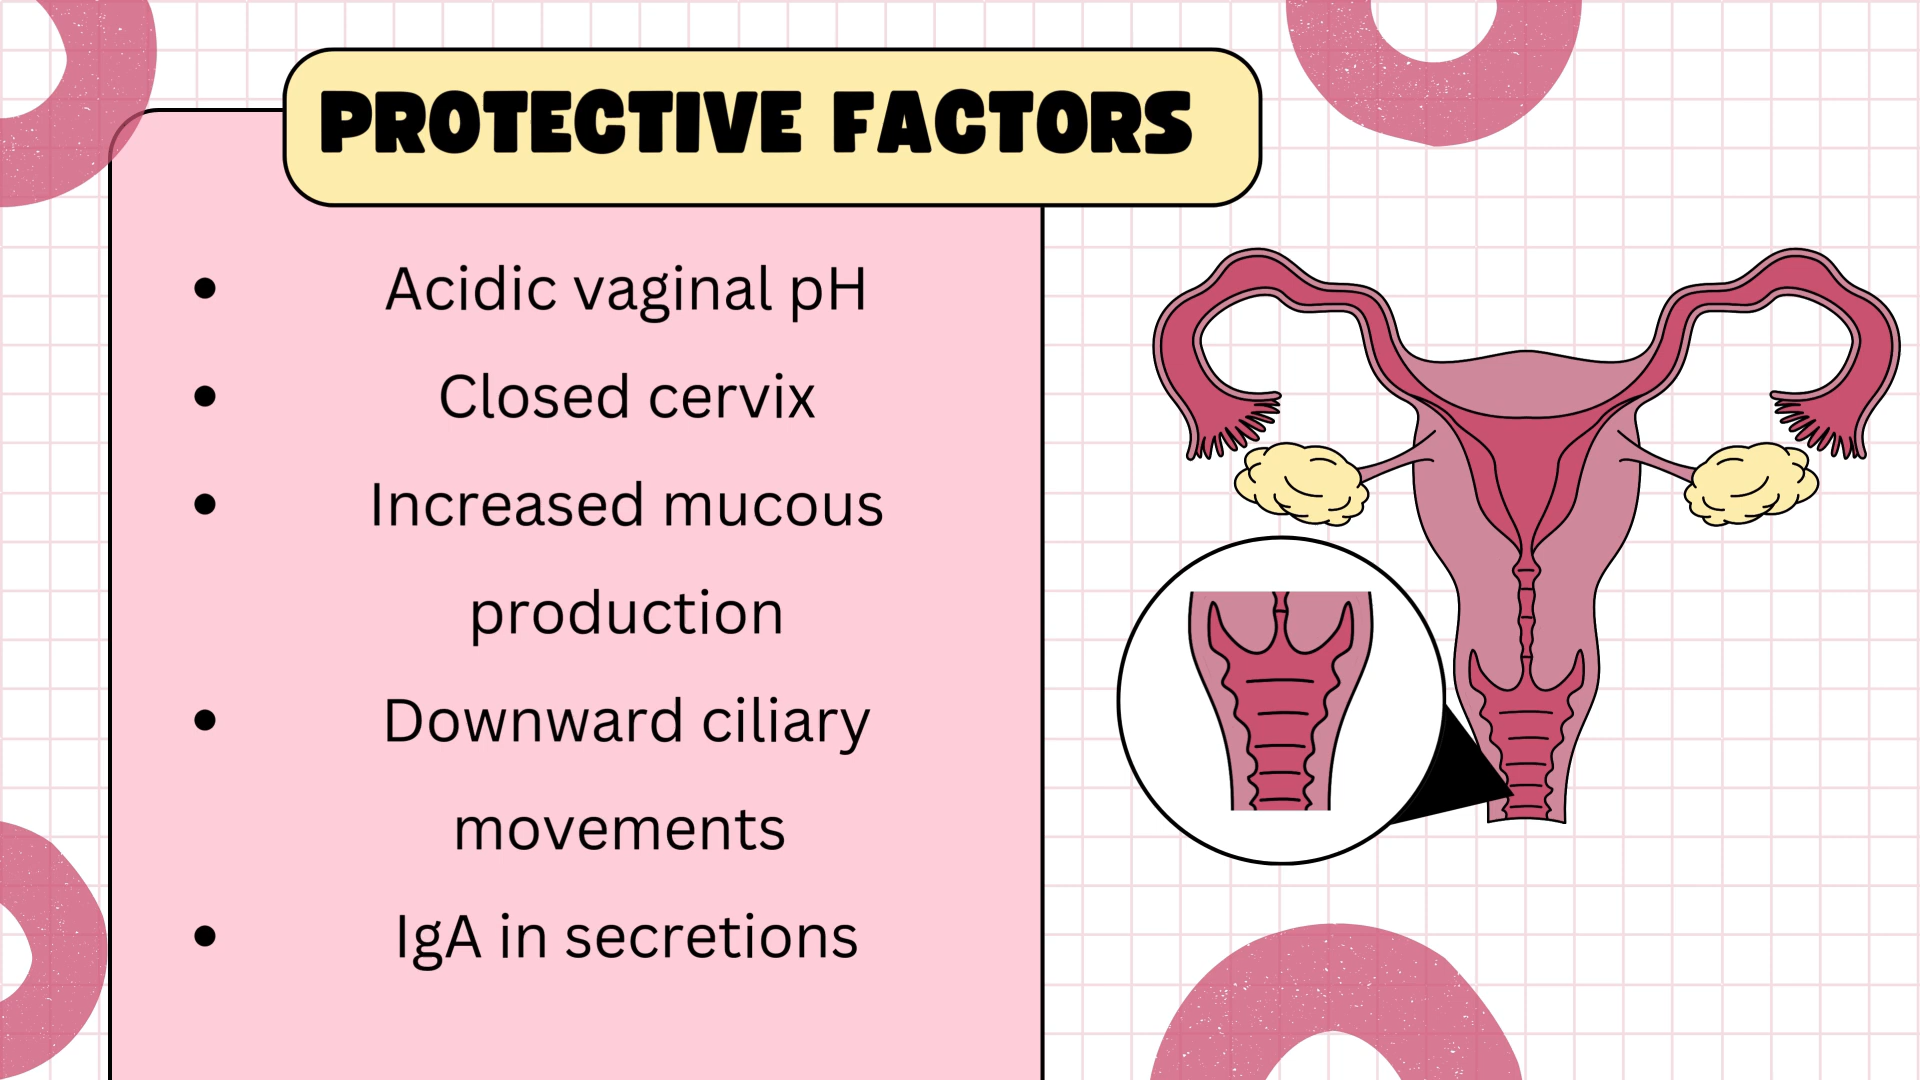 PROTECTIVE FACTORS
• Acidic vaginal pH
• Closed cervix
• Increased mucous
production
• Downward ciliary
movements
• IgA in secretions